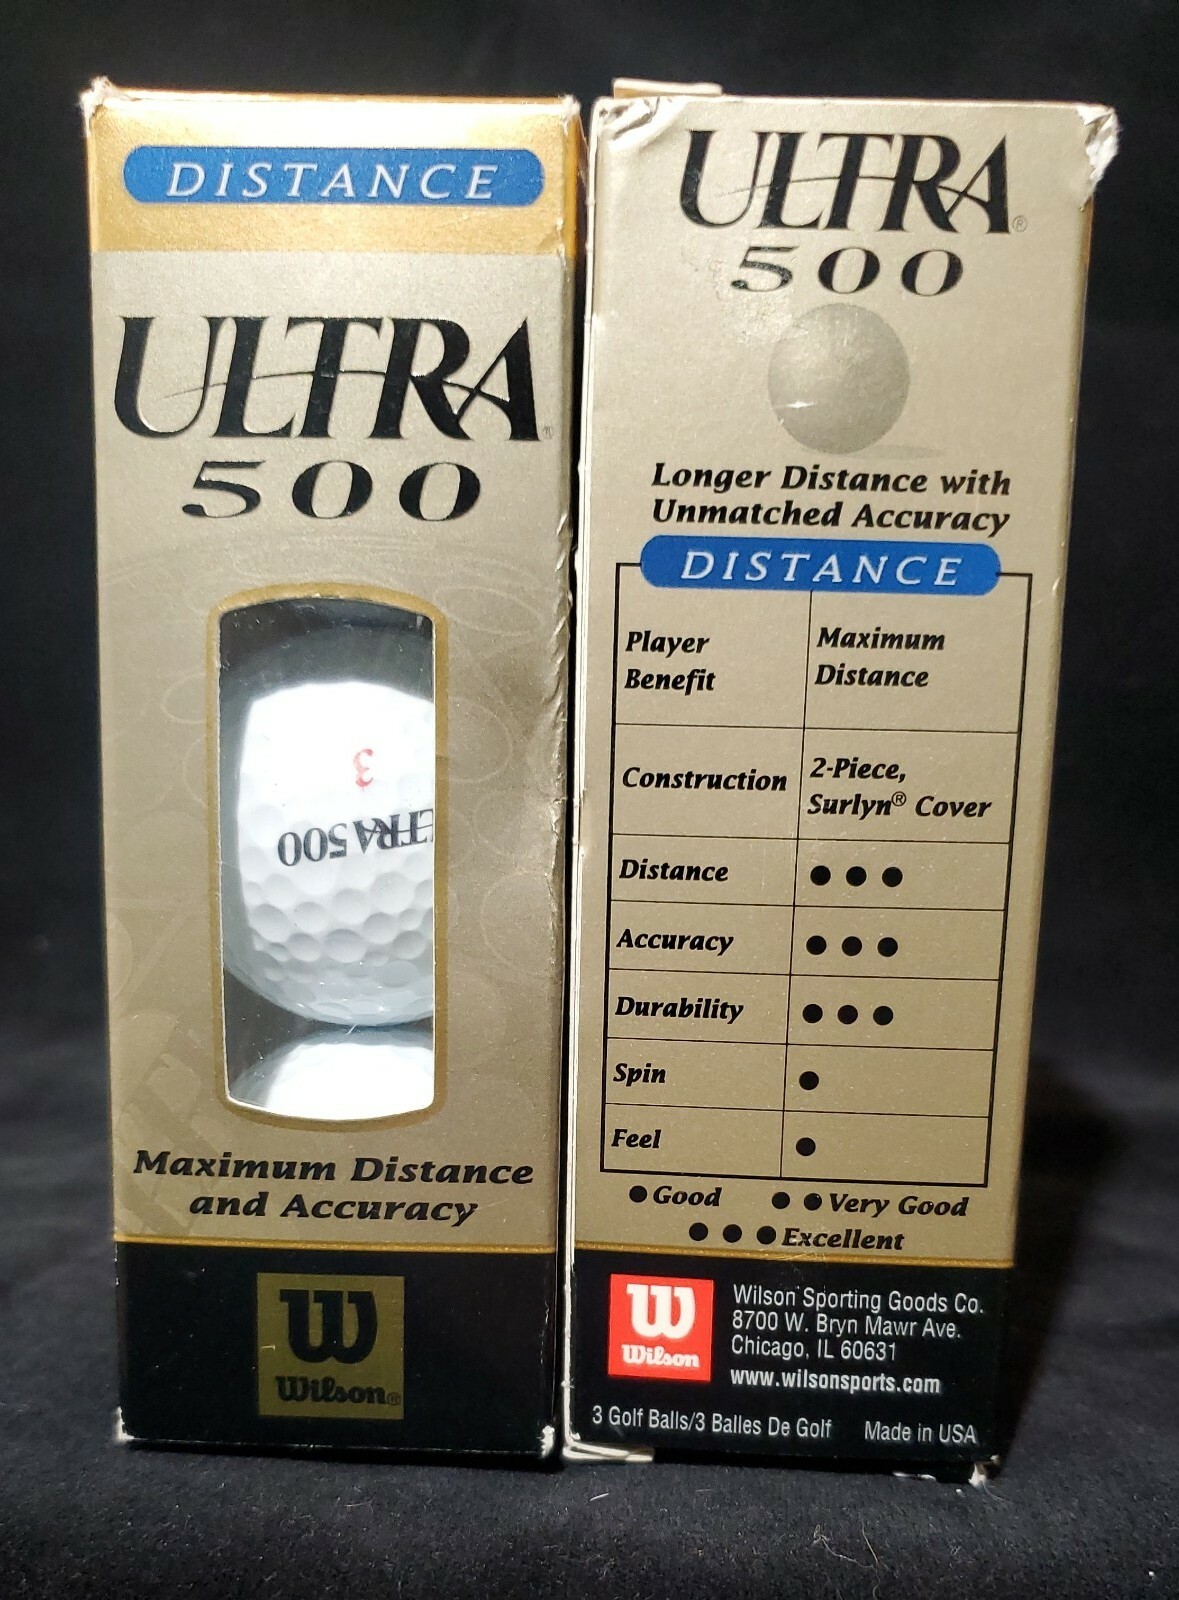 DISTANCE
ULTRA®
500
3
LTRA 500
Maximum Distance
and Accuracy
W
Wilson®
ULTRA®
500
Longer Distance with
Unmatched Accuracy
DISTANCE
Player Benefit
Maximum Distance
Construction
2-Piece,
Surlyn® Cover
Distance ● ● ●
Accuracy ● ● ●
Durability ● ● ●
Spin ●
Feel ●
● Good ● ● Very Good
● ● ● Excellent
W
Wilson
Wilson Sporting Goods Co.
8700 W. Bryn Mawr Ave.
Chicago, IL 60631
www.wilsonsports.com
3 Golf Balls/3 Balles De Golf Made in USA